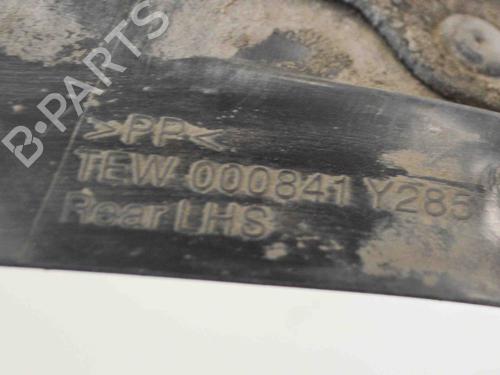 B-PARTS
>PP<
TEW 000841 Y285
Rear LHS